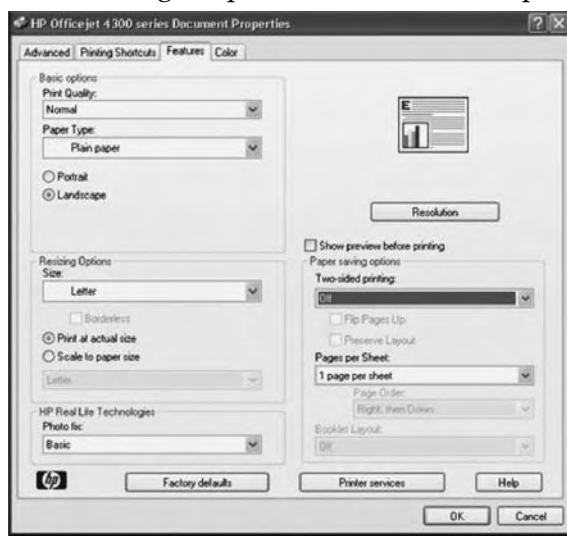 HP Officejet 4300 series Document Properties
Advanced
Printing Shortcuts
Features
Color
Basic options
Print Quality:
Normal
Paper Type:
Plain paper
Portrait
Landscape
E
Resolution
Show preview before printing
Resizing Options
Size:
Letter
Borderless
Print at actual size
Scale to paper size
Letter
HP Real Life Technologies
Photo fix:
Basic
Paper saving options
Two-sided printing:
Off
Flip Pages Up
Preserve Layout
Pages per Sheet:
1 page per sheet
Page Order:
Right, then Down
Booklet Layout:
Off
hp
Factory defaults
Printer services
Help
OK
Cancel